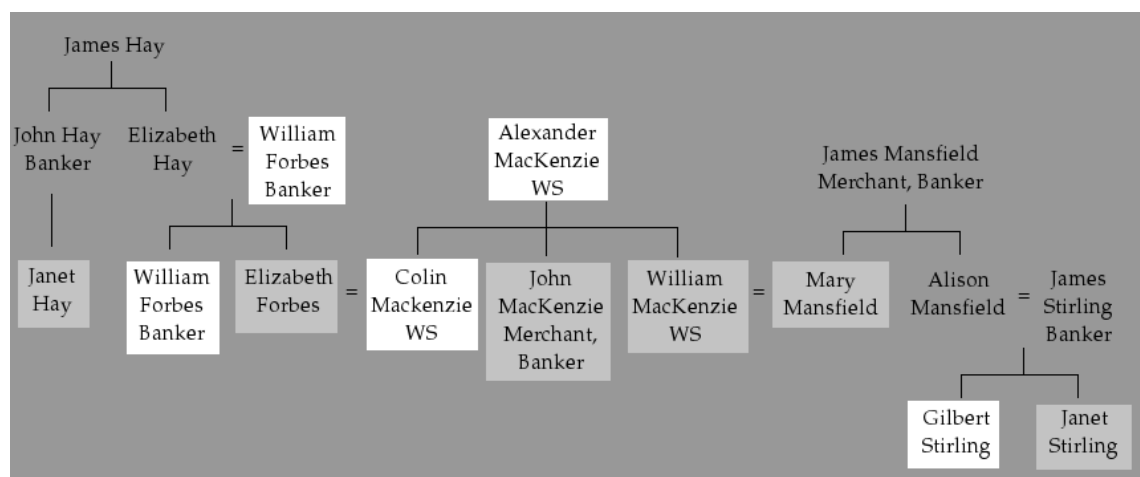 James Hay
John Hay
Banker
Elizabeth
Hay
=
William
Forbes
Banker
Alexander
MacKenzie
WS
James Mansfield
Merchant, Banker
Janet
Hay
William
Forbes
Banker
Elizabeth
Forbes
=
Colin
Mackenzie
WS
John
MacKenzie
Merchant,
Banker
William
MacKenzie
WS
=
Mary
Mansfield
Alison
Mansfield
=
James
Stirling
Banker
Gilbert
Stirling
Janet
Stirling